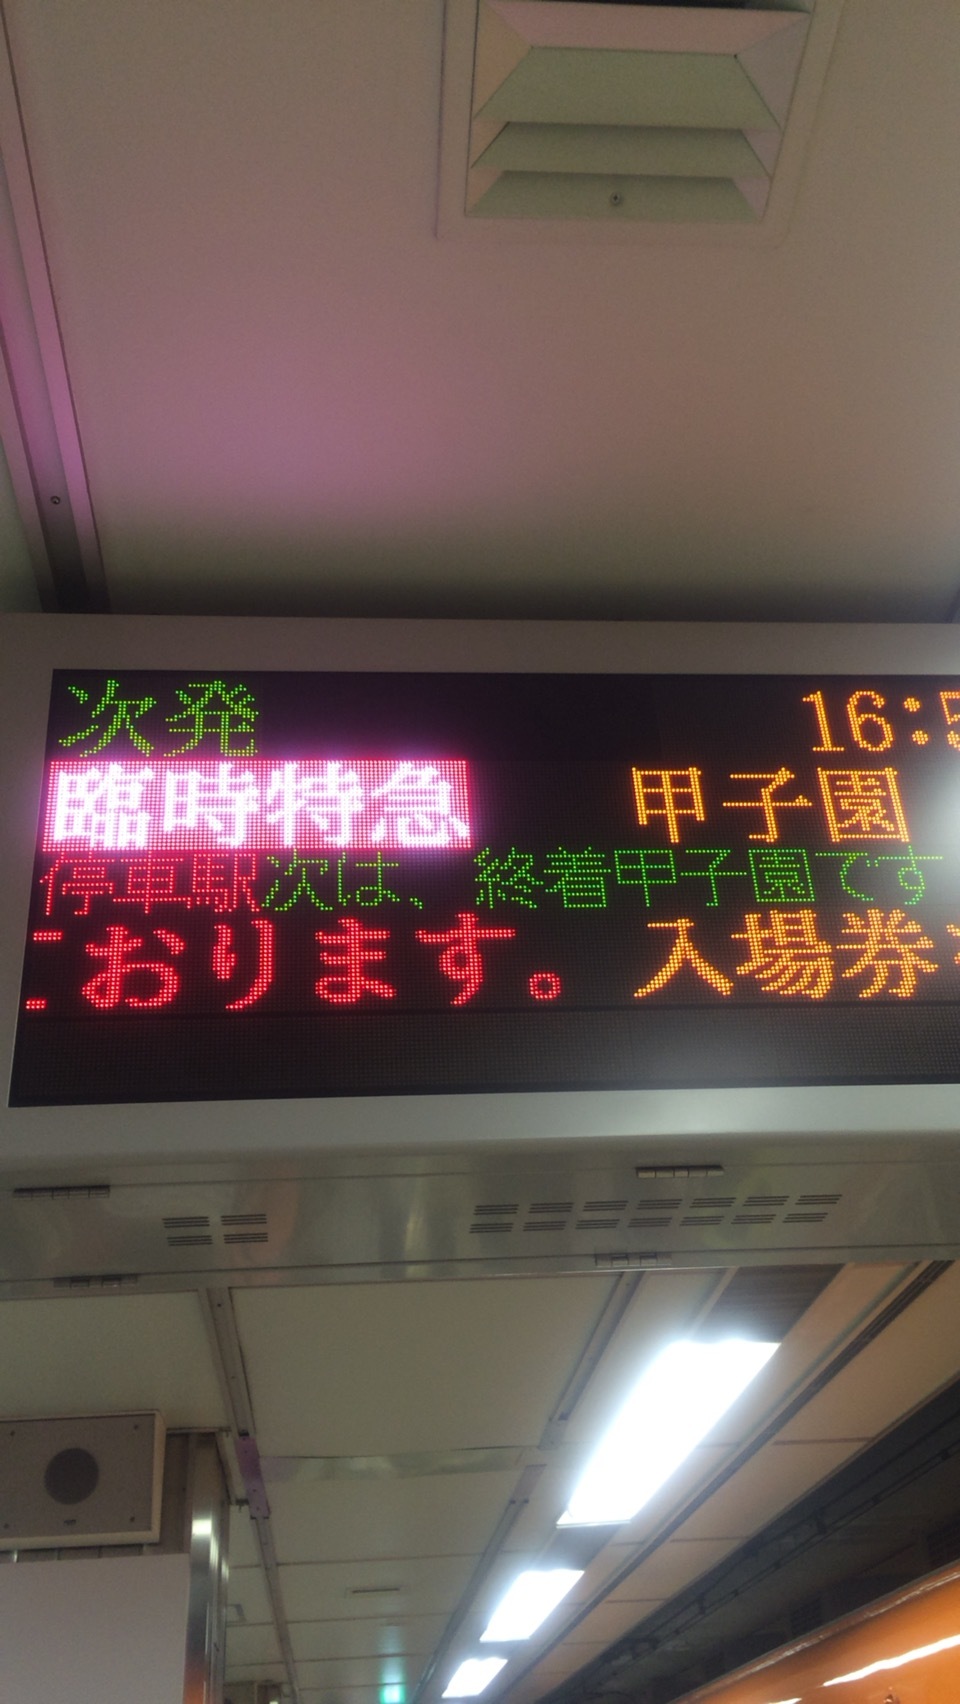 次発 16:5
臨時特急 甲子園
停車駅 次は、終着甲子園です
ております。 入場券